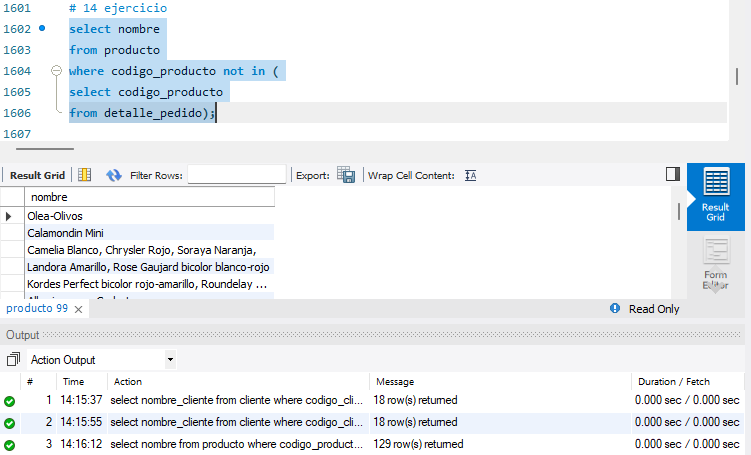 1601 # 14 ejercicio
1602 select nombre
1603 from producto
1604 where codigo_producto not in (
1605 select codigo_producto
1606 from detalle_pedido);
1607
Result Grid Filter Rows: Export: Wrap Cell Content:
nombre
Olea-Olivos
Calamondin Mini
Camelia Blanco, Chrysler Rojo, Soraya Naranja,
Landora Amarillo, Rose Gaujard bicolor blanco-rojo
Kordes Perfect bicolor rojo-amarillo, Roundelay ...
Result
Grid
Form
Editor
producto 99 Read Only
Output
Action Output
# Time Action Message Duration / Fetch
1 14:15:37 select nombre_cliente from cliente where codigo_cli... 18 row(s) returned 0.000 sec / 0.000 sec
2 14:15:55 select nombre_cliente from cliente where codigo_cli... 18 row(s) returned 0.000 sec / 0.000 sec
3 14:16:12 select nombre from producto where codigo_product... 129 row(s) returned 0.000 sec / 0.000 sec